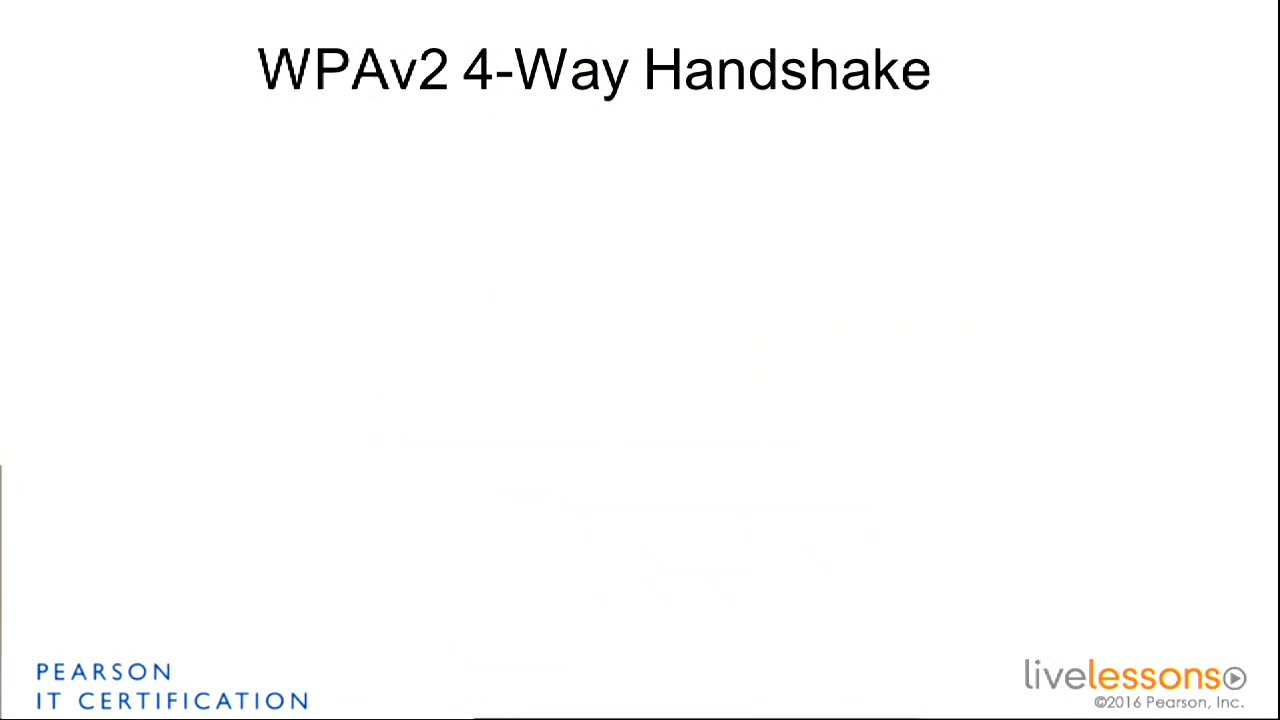 WPAv2 4-Way Handshake
PEARSON
IT CERTIFICATION
livelessons
©2016 Pearson, Inc.